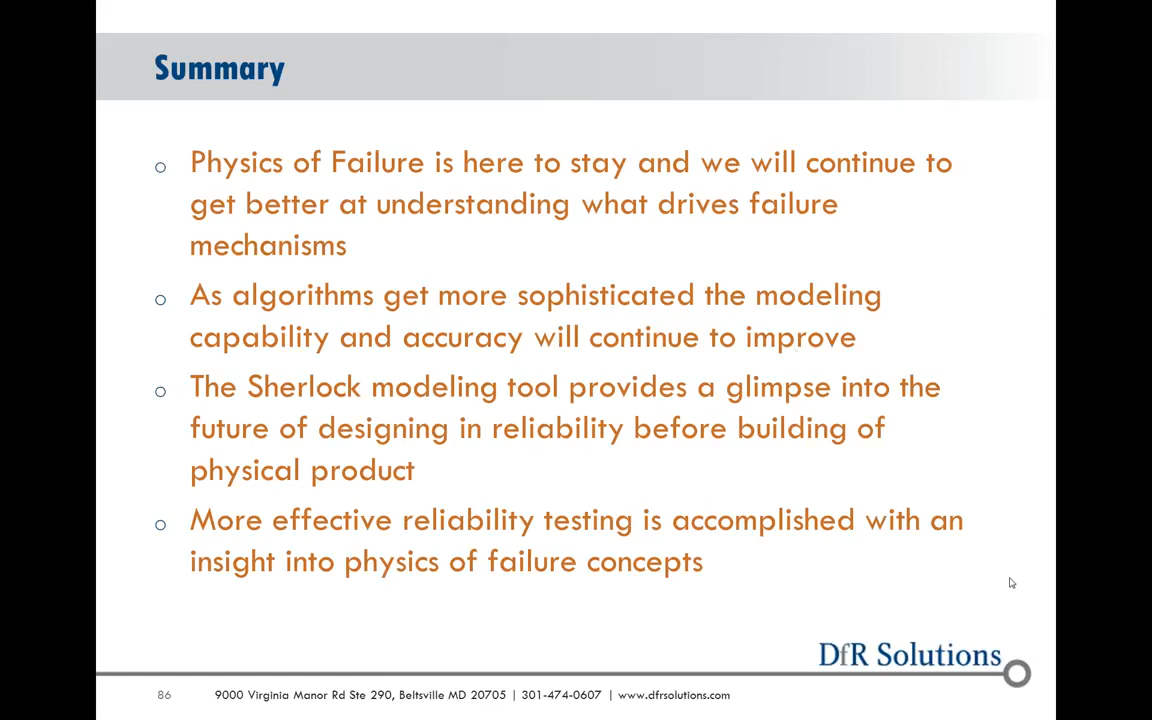 Summary
o Physics of Failure is here to stay and we will continue to
get better at understanding what drives failure
mechanisms
o As algorithms get more sophisticated the modeling
capability and accuracy will continue to improve
o The Sherlock modeling tool provides a glimpse into the
future of designing in reliability before building of
physical product
o More effective reliability testing is accomplished with an
insight into physics of failure concepts
DfR Solutions
86 9000 Virginia Manor Rd Ste 290, Beltsville MD 20705 | 301-474-0607 | www.dfrsolutions.com